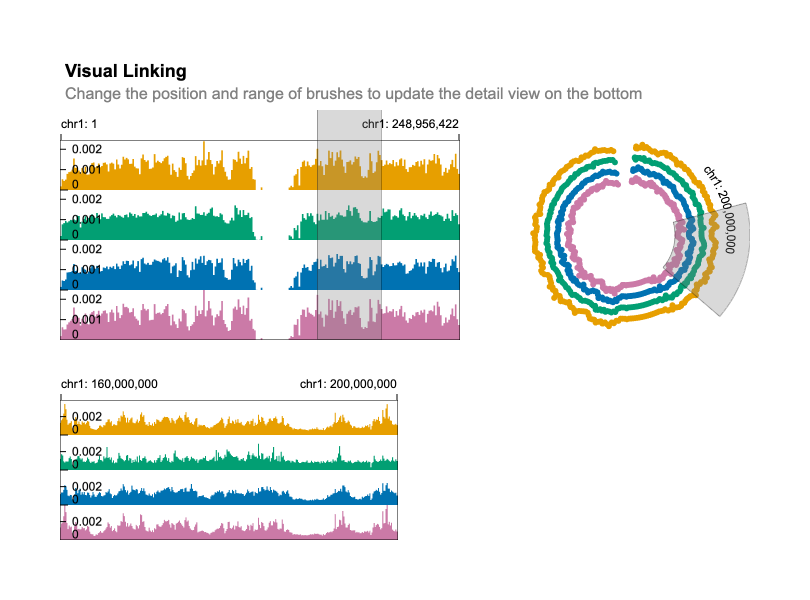 Visual Linking
Change the position and range of brushes to update the detail view on the bottom
chr1: 1
chr1: 248,956,422
0.002
0.001
0
0.002
0.001
0
0.002
0.001
0
0.002
0.001
0
chr1: 200,000,000
chr1: 160,000,000
chr1: 200,000,000
0.002
0
0.002
0
0.002
0
0.002
0